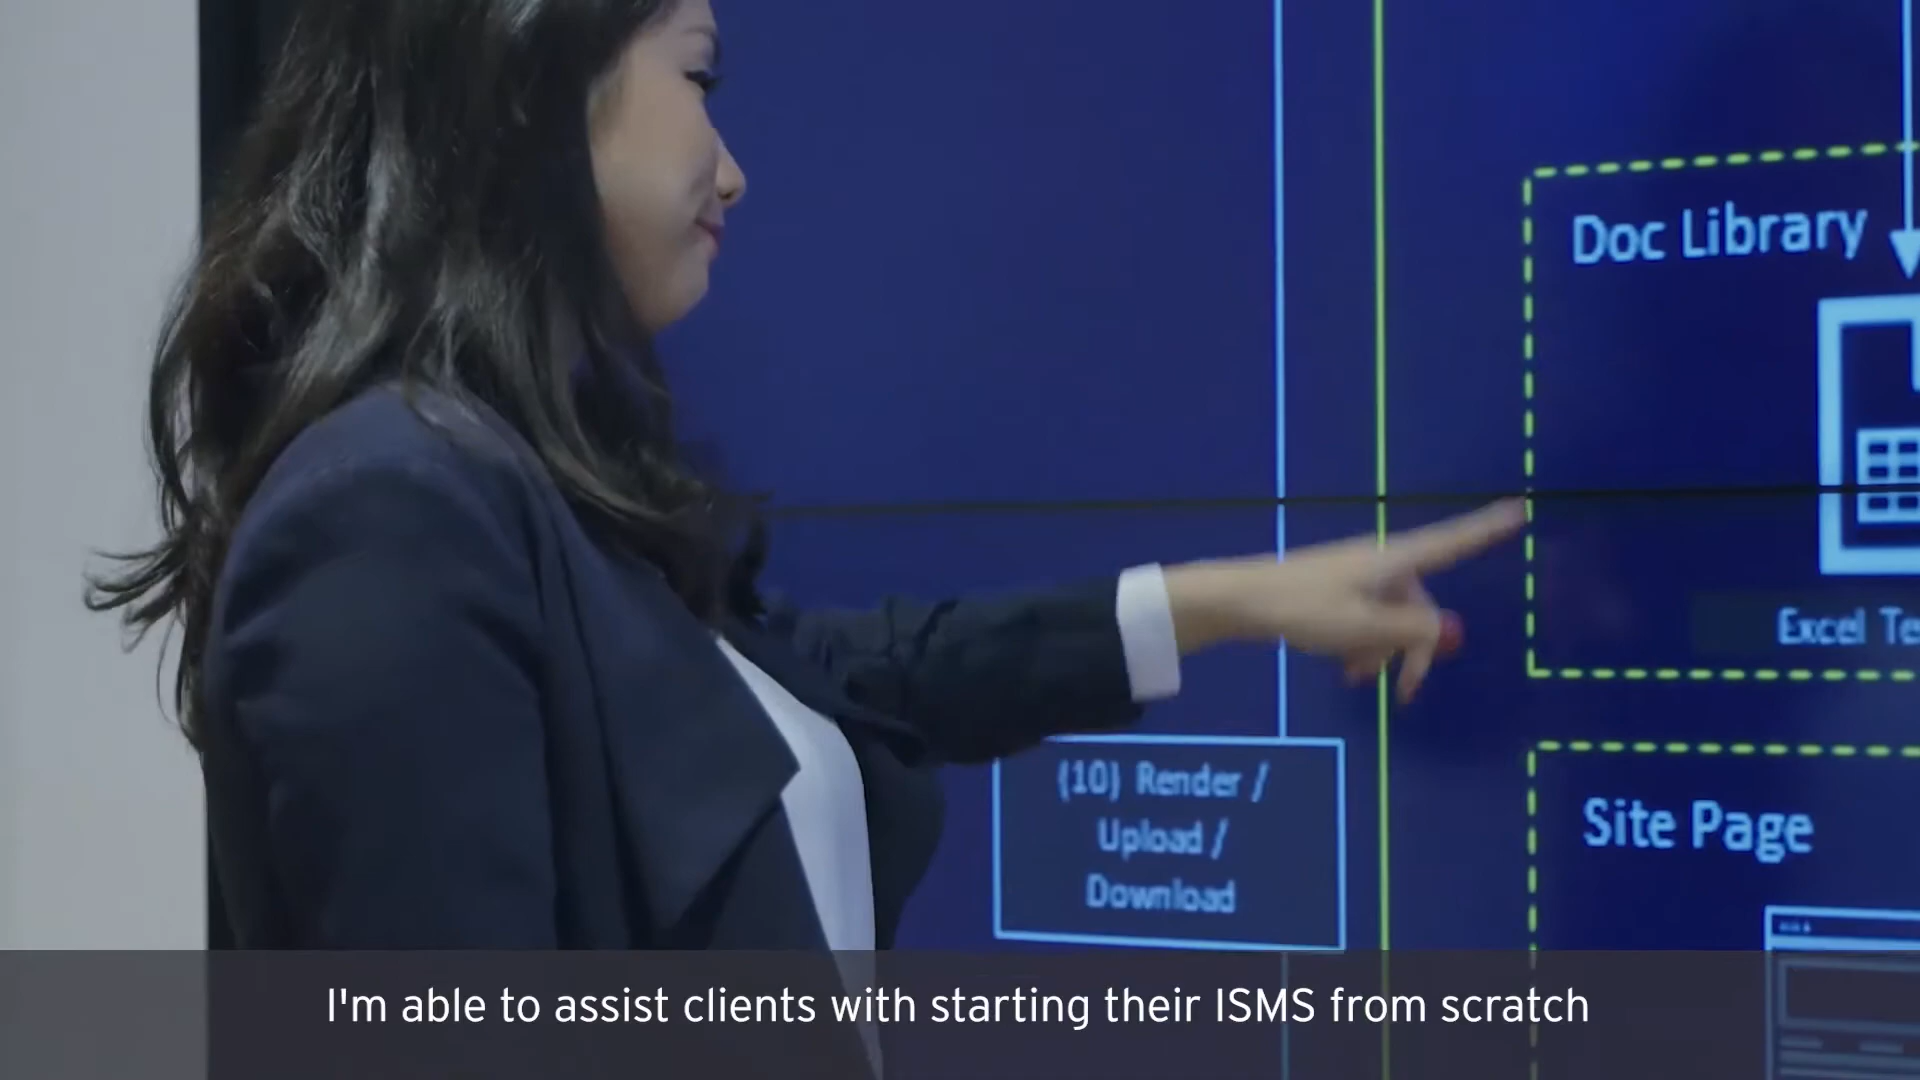 Doc Library
Excel
(10) Render /
Upload /
Download
Site Page
I'm able to assist clients with starting their ISMS from scratch